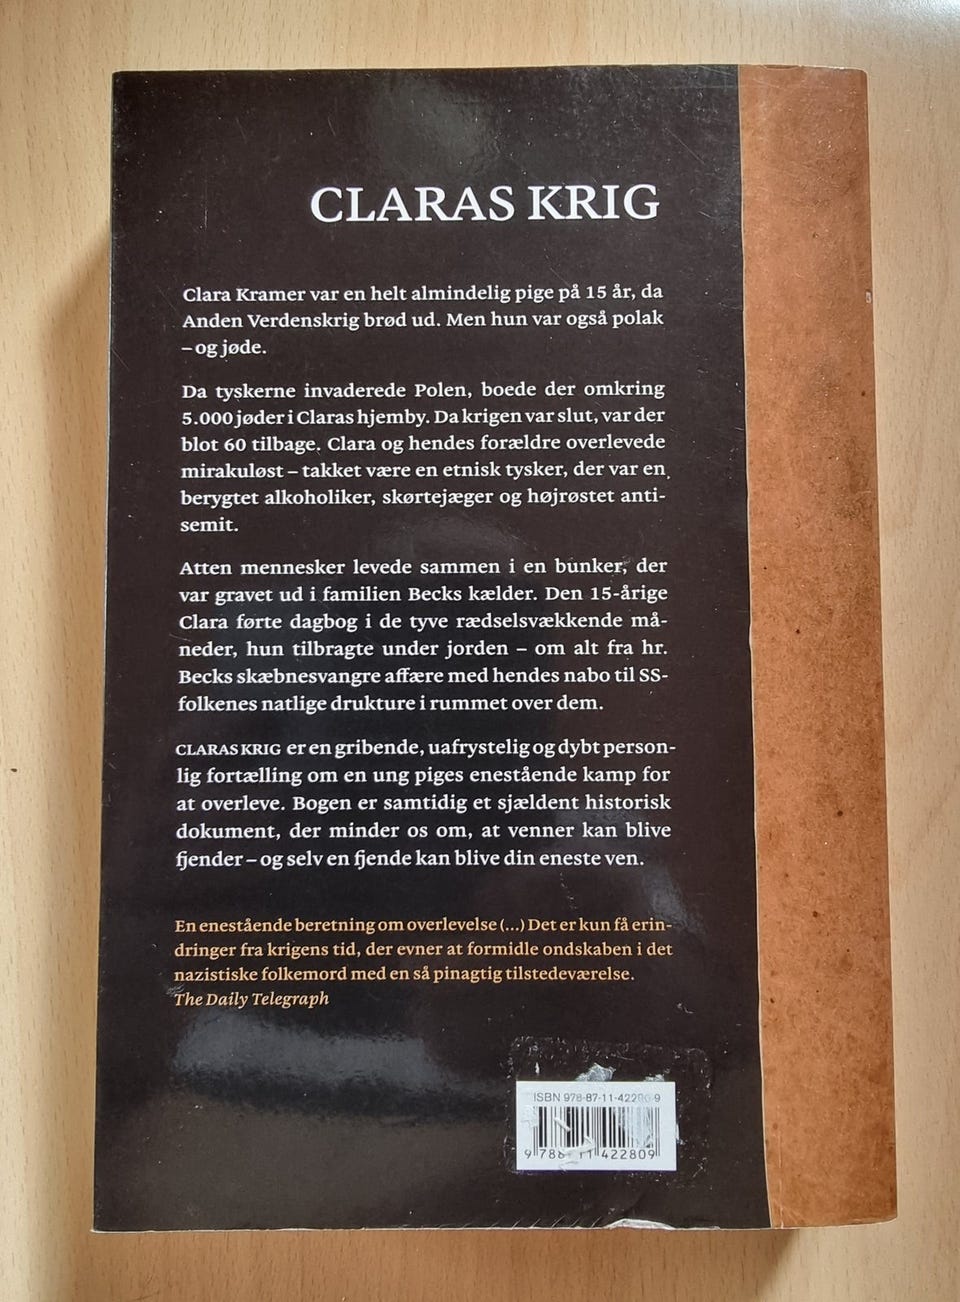 CLARAS KRIG
Clara Kramer var en helt almindelig pige på 15 år, da
Anden Verdenskrig brød ud. Men hun var også polak
– og jøde.
Da tyskerne invaderede Polen, boede der omkring
5.000 jøder i Claras hjemby. Da krigen var slut, var der
blot 60 tilbage. Clara og hendes forældre overlevede
mirakuløst – takket være en etnisk tysker, der var en
berygtet alkoholiker, skørtejæger og højrøstet anti-
semit.
Atten mennesker levede sammen i en bunker, der
var gravet ud i familien Becks kælder. Den 15-årige
Clara førte dagbog i de tyve rædselsvækkende må-
neder, hun tilbragte under jorden – om alt fra hr.
Becks skæbnesvangre affære med hendes nabo til SS-
folkenes natlige drukture i rummet over dem.
CLARAS KRIG er en gribende, uafrystelig og dybt person-
lig fortælling om en ung piges enestående kamp for
at overleve. Bogen er samtidig et sjældent historisk
dokument, der minder os om, at venner kan blive
fjender – og selv en fjende kan blive din eneste ven.
En enestående beretning om overlevelse (...) Det er kun få erin-
dringer fra krigens tid, der evner at formidle ondskaben i det
nazistiske folkemord med en så pinagtig tilstedeværelse.
The Daily Telegraph
ISBN 978-87-11-42280-9
9 788711 422809